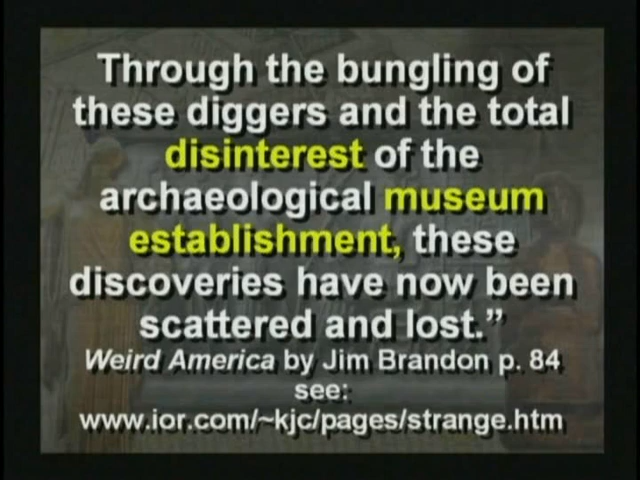 Through the bungling of
these diggers and the total
disinterest of the
archaeological museum
establishment, these
discoveries have now been
scattered and lost.”
Weird America by Jim Brandon p. 84
see:
www.ior.com/~kjc/pages/strange.htm